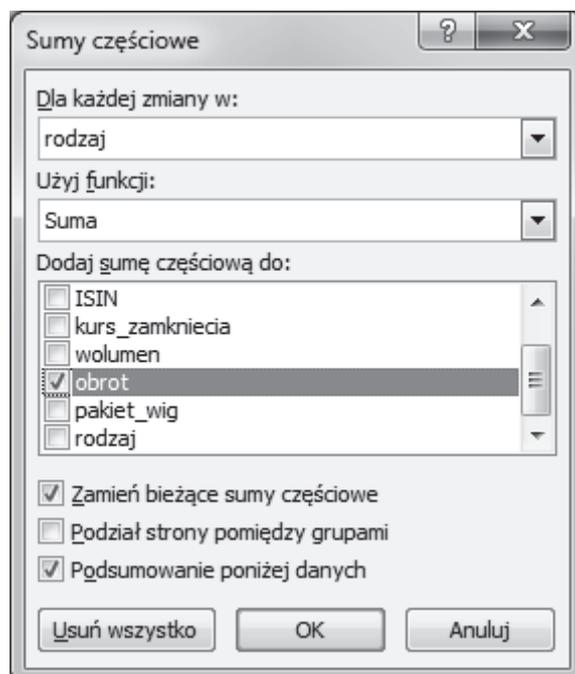 Sumy częściowe
Dla każdej zmiany w:
rodzaj
Użyj funkcji:
Suma
Dodaj sumę częściową do:
ISIN
kurs_zamkniecia
wolumen
obrot
pakiet_wig
rodzaj
Zamień bieżące sumy częściowe
Podział strony pomiędzy grupami
Podsumowanie poniżej danych
Usuń wszystko
OK
Anuluj